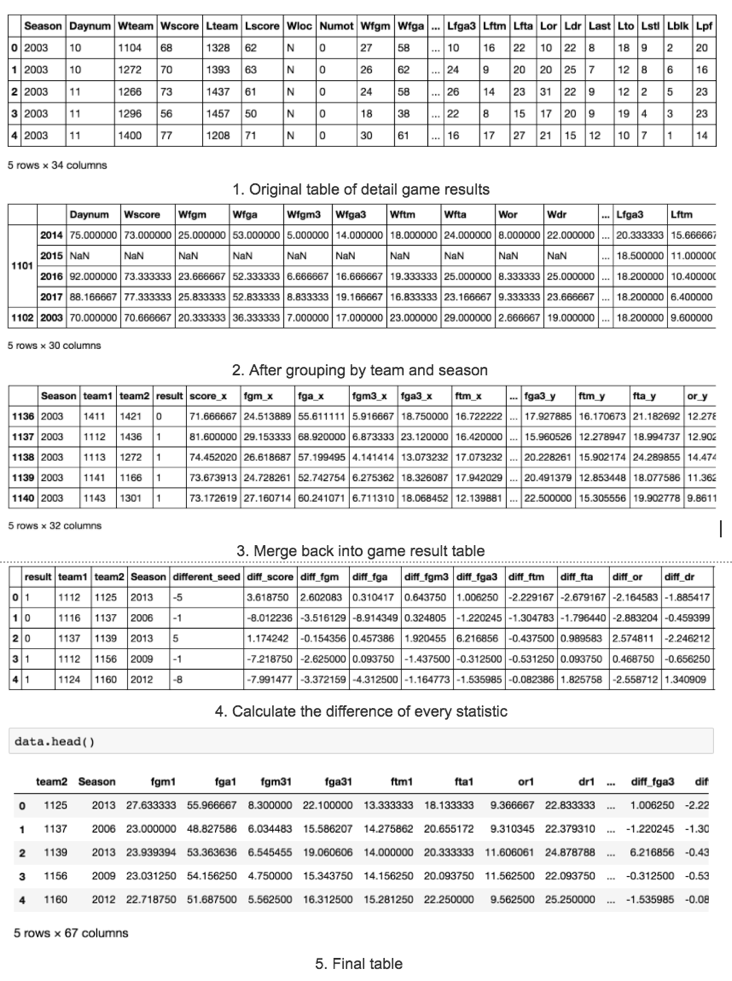 Season Daynum Wteam Wscore Lteam Lscore Wloc Numot Wfgm Wfga ... Lfga3 Lftm Lfta Lor Ldr Last Lto Lstl Lblk Lpf
0 2003 10 1104 68 1328 62 N 0 27 58 ... 10 16 22 10 22 8 18 9 2 20
1 2003 10 1272 70 1393 63 N 0 26 62 ... 24 9 20 20 25 7 12 8 6 16
2 2003 11 1266 73 1437 61 N 0 24 58 ... 26 14 23 31 22 9 12 2 5 23
3 2003 11 1296 56 1457 50 N 0 18 38 ... 22 8 15 17 20 9 19 4 3 23
4 2003 11 1400 77 1208 71 N 0 30 61 ... 16 17 27 21 15 12 10 7 1 14
5 rows × 34 columns
1. Original table of detail game results
Daynum Wscore Wfgm Wfga Wfgm3 Wfga3 Wftm Wfta Wor Wdr ... Lfga3 Lftm
1101 2014 75.000000 73.000000 25.000000 53.000000 5.000000 14.000000 18.000000 24.000000 8.000000 22.000000 ... 20.333333 15.666667
2015 NaN NaN NaN NaN NaN NaN NaN NaN NaN NaN ... 18.500000 11.000000
2016 92.000000 73.333333 23.666667 52.333333 6.666667 16.666667 19.333333 25.000000 8.333333 25.000000 ... 18.200000 10.400000
2017 88.166667 77.333333 25.833333 52.833333 8.833333 19.166667 16.833333 23.166667 9.333333 23.666667 ... 18.200000 6.400000
1102 2003 70.000000 70.666667 20.333333 36.333333 7.000000 17.000000 23.000000 29.000000 2.666667 19.000000 ... 18.200000 9.600000
5 rows × 30 columns
2. After grouping by team and season
Season team1 team2 result score_x fgm_x fga_x fgm3_x fga3_x ftm_x ... fga3_y ftm_y fta_y or_y
1136 2003 1411 1421 0 71.666667 24.513889 55.611111 5.916667 18.750000 16.722222 ... 17.927885 16.170673 21.182692 12.278
1137 2003 1112 1436 1 81.600000 29.153333 68.920000 6.873333 23.120000 16.420000 ... 15.960526 12.278947 18.994737 12.902
1138 2003 1113 1272 1 74.452020 26.618687 57.199495 4.141414 13.073232 17.073232 ... 20.228261 15.902174 24.289855 14.474
1139 2003 1141 1166 1 73.673913 24.728261 52.742754 6.275362 18.326087 17.942029 ... 20.491379 12.853448 18.077586 11.362
1140 2003 1143 1301 1 73.172619 27.160714 60.241071 6.711310 18.068452 12.139881 ... 22.500000 15.305556 19.902778 9.8611
5 rows × 32 columns
3. Merge back into game result table
result team1 team2 Season different_seed diff_score diff_fgm diff_fga diff_fgm3 diff_fga3 diff_ftm diff_fta diff_or diff_dr
0 1 1112 1125 2013 -5 3.618750 2.602083 0.310417 0.643750 1.006250 -2.229167 -2.679167 -2.164583 -1.885417
1 0 1116 1137 2006 -1 -8.012236 -3.516129 -8.914349 0.324805 -1.220245 -1.304783 -1.796440 -2.883204 -0.459399
2 0 1137 1139 2013 5 1.174242 -0.154356 0.457386 1.920455 6.216856 -0.437500 0.989583 2.574811 -2.246212
3 1 1112 1156 2009 -1 -7.218750 -2.625000 0.093750 -1.437500 -0.312500 -0.531250 0.093750 0.468750 -0.656250
4 1 1124 1160 2012 -8 -7.991477 -3.372159 -4.312500 -1.164773 -1.535985 -0.082386 1.825758 -2.558712 1.340909
4. Calculate the difference of every statistic
data.head()
team2 Season fgm1 fga1 fgm31 fga31 ftm1 fta1 or1 dr1 ... diff_fga3 dif
0 1125 2013 27.633333 55.966667 8.300000 22.100000 13.333333 18.133333 9.366667 22.833333 ... 1.006250 -2.22
1 1137 2006 23.000000 48.827586 6.034483 15.586207 14.275862 20.655172 9.310345 22.379310 ... -1.220245 -1.30
2 1139 2013 23.939394 53.363636 6.545455 19.060606 14.000000 20.333333 11.606061 24.878788 ... 6.216856 -0.43
3 1156 2009 23.031250 54.156250 4.750000 15.343750 14.156250 20.093750 11.562500 22.093750 ... -0.312500 -0.53
4 1160 2012 22.718750 51.687500 5.562500 16.312500 15.281250 22.250000 9.562500 25.250000 ... -1.535985 -0.08
5 rows × 67 columns
5. Final table